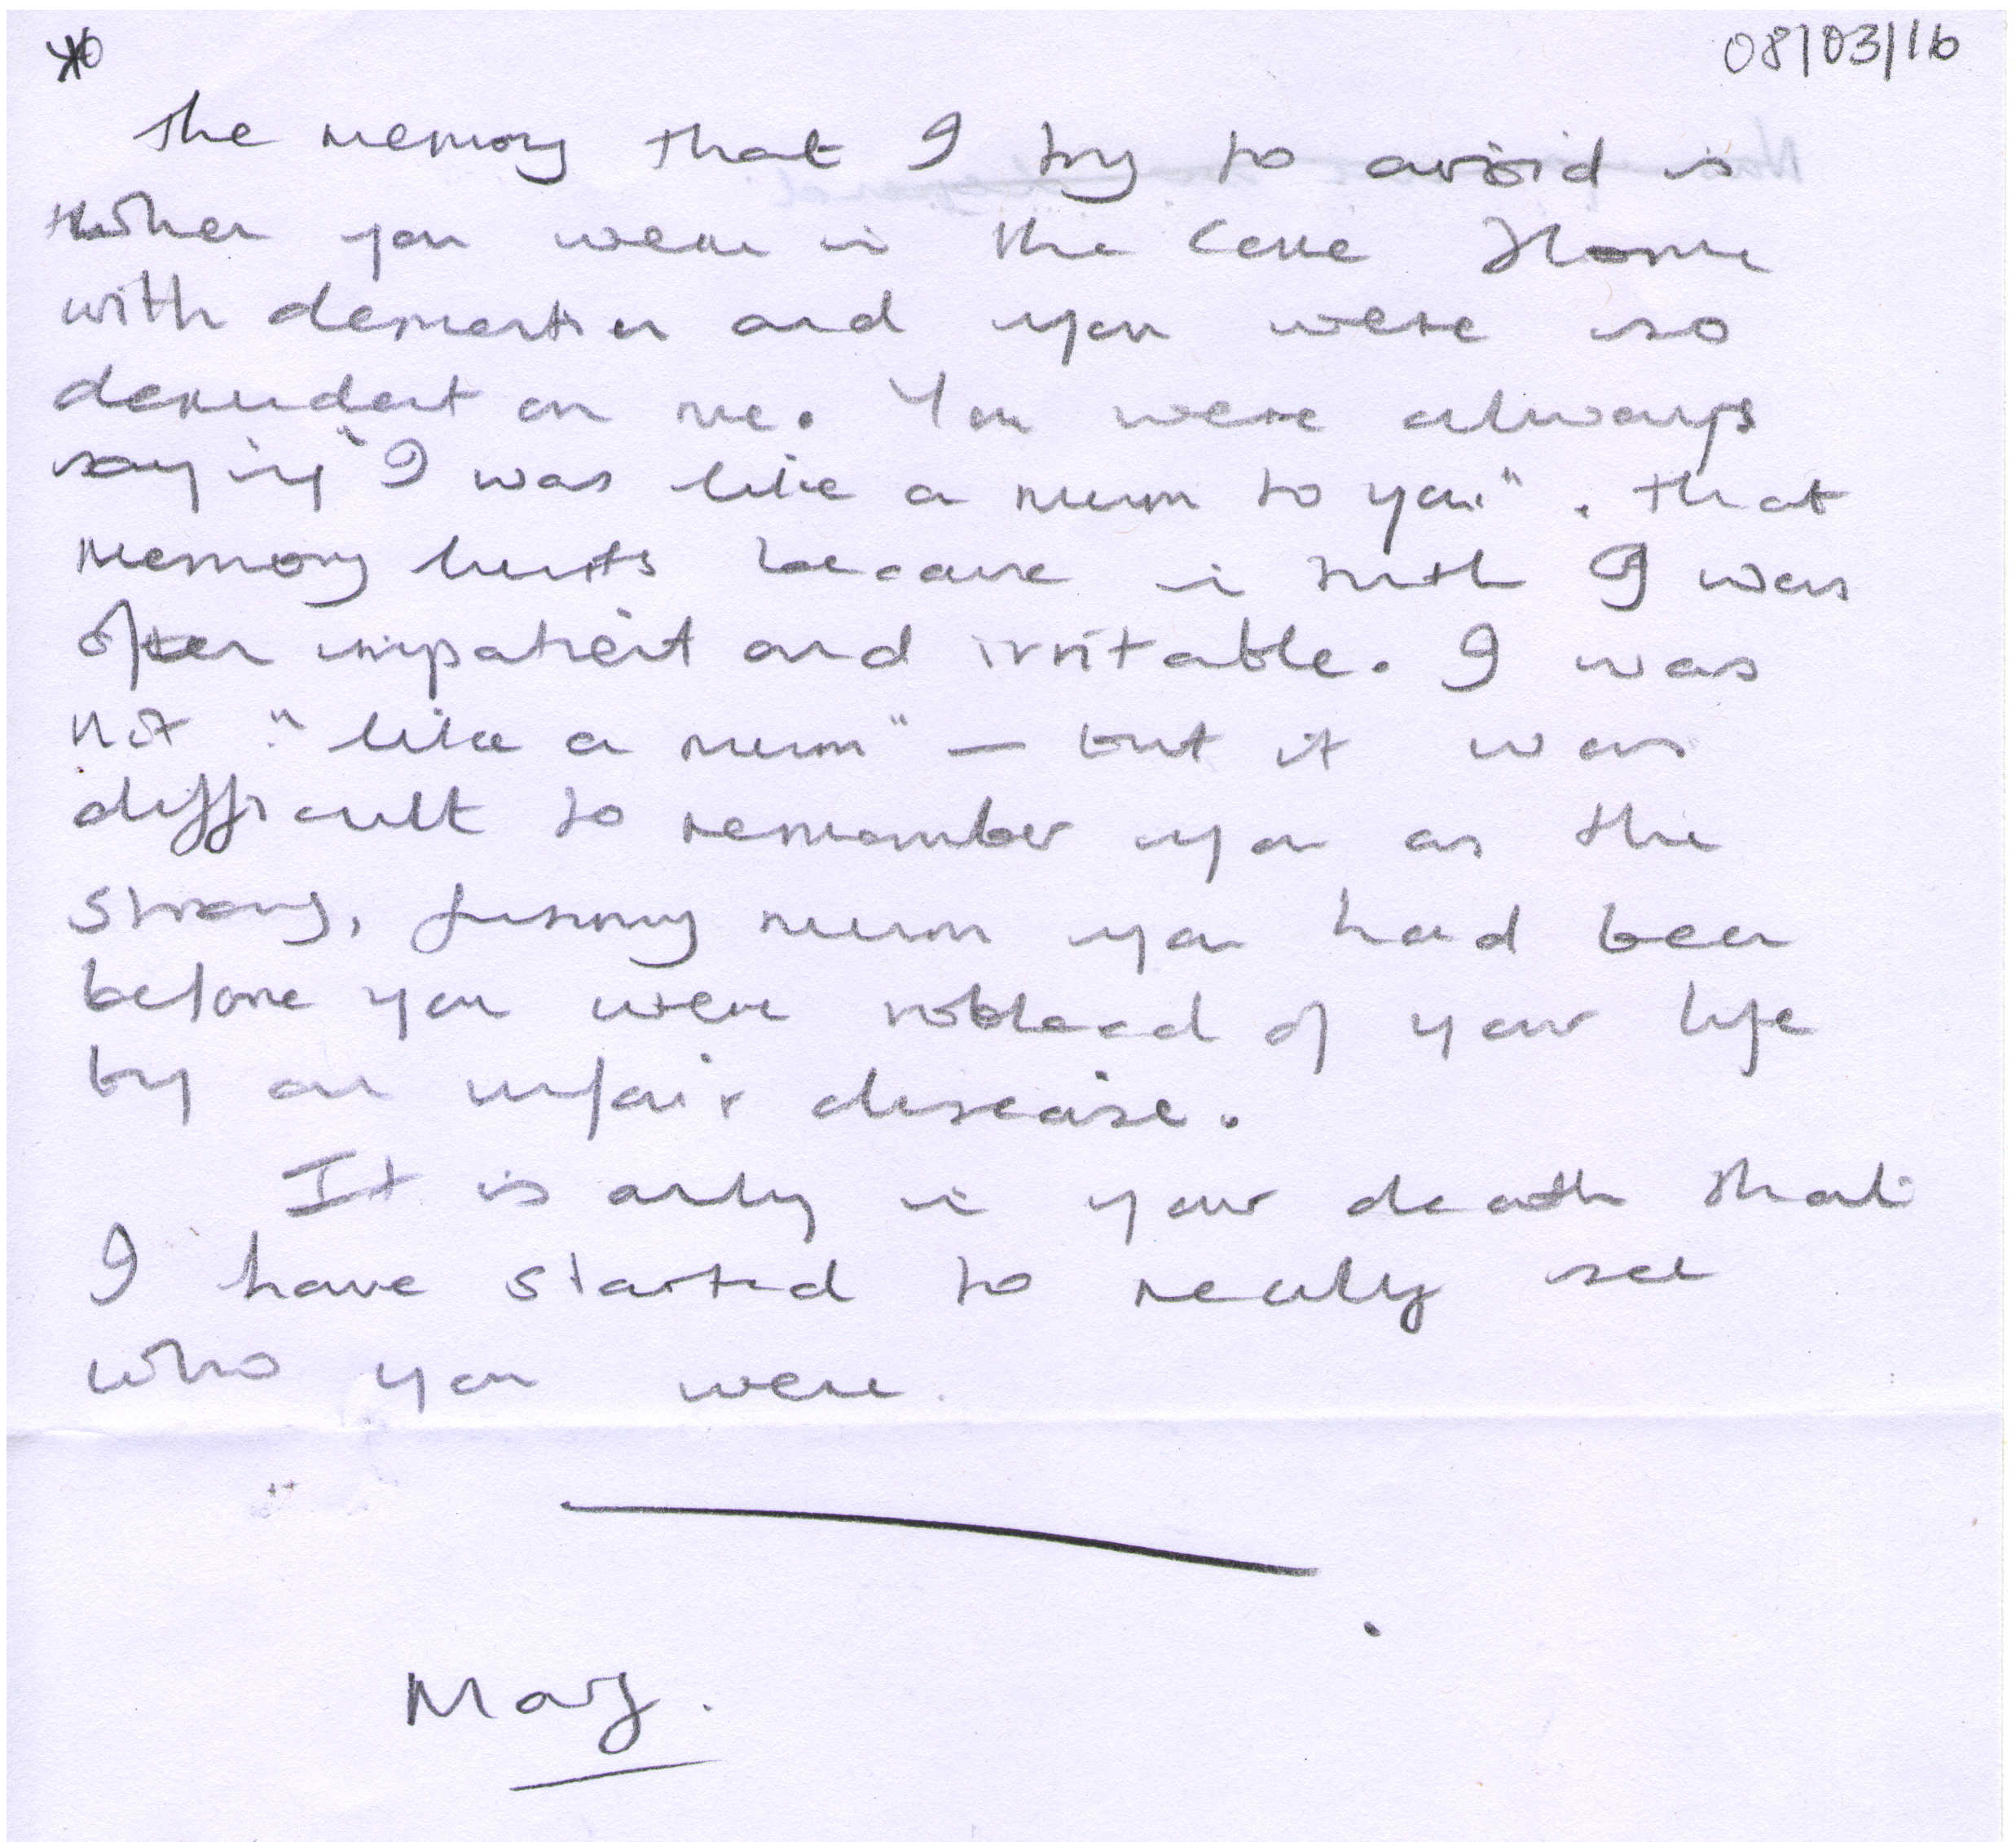 08/03/16
The memory that I try to avoid is
when you were in the Care Home
with dementia and you were so
dependent on me. You were always
saying "I was like a mum to you". That
memory hurts because in truth I was
often impatient and irritable. I was
not "like a mum" — but it was
difficult to remember you as the
strong, funny mum you had been
before you were robbed of your life
by an unfair disease.
It is only in your death that
I have started to really see
who you were.